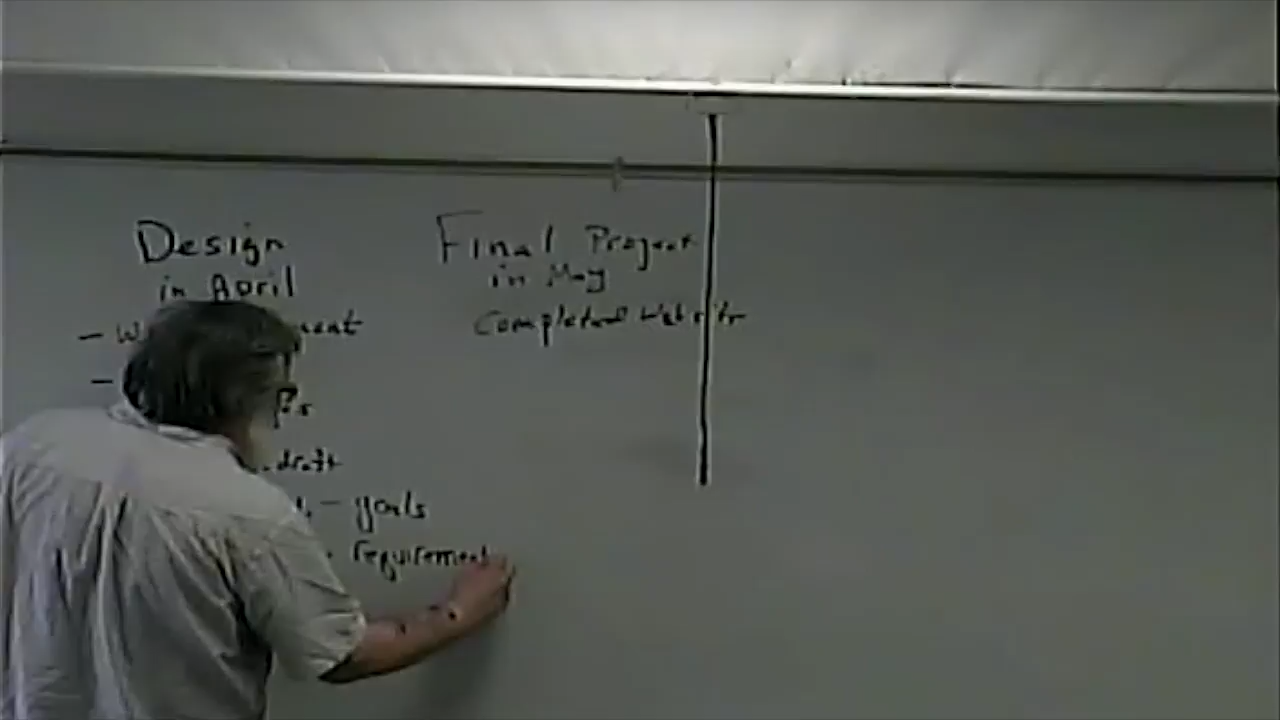 Design
in April
Final Project
in May
Completed Website
draft
- goals
- requirement